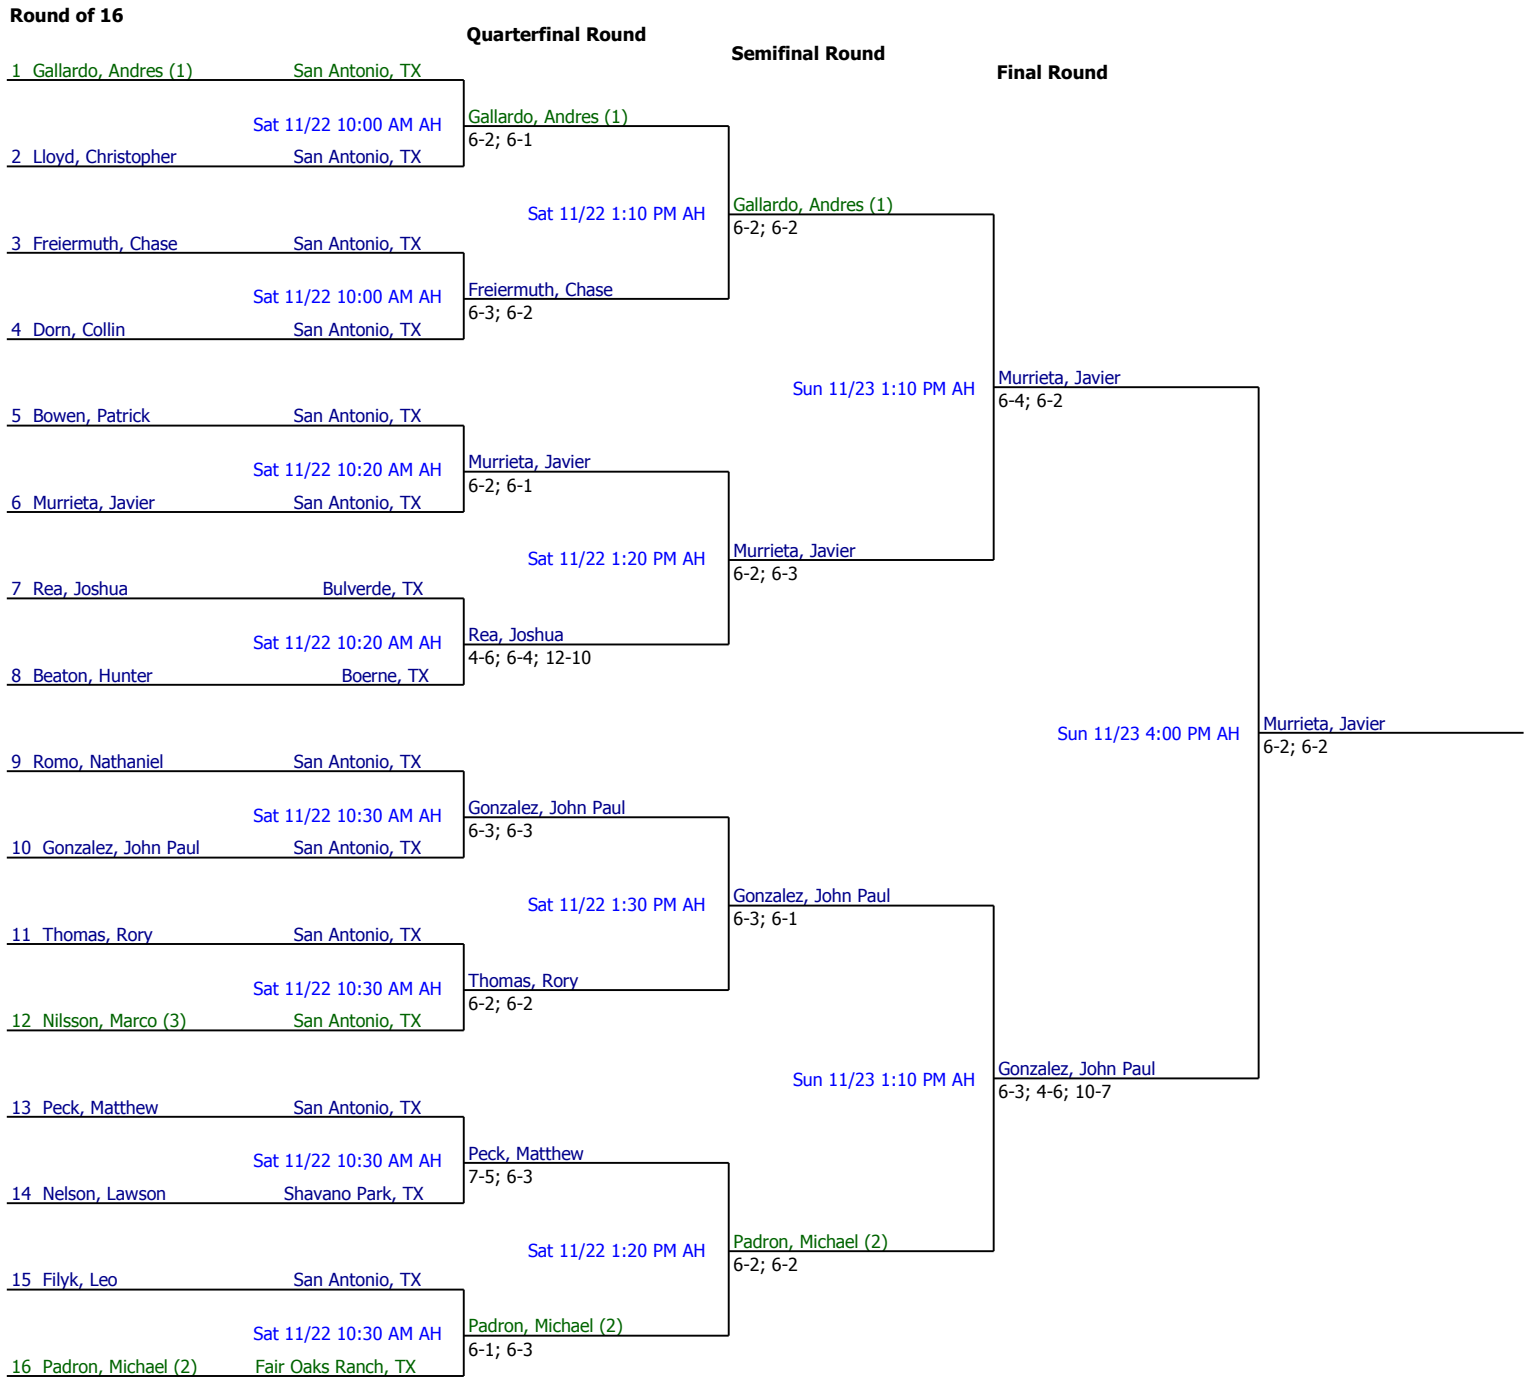 Round of 16
Quarterfinal Round
Semifinal Round
Final Round
1 Gallardo, Andres (1) San Antonio, TX
Sat 11/22 10:00 AM AH
2 Lloyd, Christopher San Antonio, TX
3 Freiermuth, Chase San Antonio, TX
Sat 11/22 10:00 AM AH
4 Dorn, Collin San Antonio, TX
5 Bowen, Patrick San Antonio, TX
Sat 11/22 10:20 AM AH
6 Murrieta, Javier San Antonio, TX
7 Rea, Joshua Bulverde, TX
Sat 11/22 10:20 AM AH
8 Beaton, Hunter Boerne, TX
9 Romo, Nathaniel San Antonio, TX
Sat 11/22 10:30 AM AH
10 Gonzalez, John Paul San Antonio, TX
11 Thomas, Rory San Antonio, TX
Sat 11/22 10:30 AM AH
12 Nilsson, Marco (3) San Antonio, TX
13 Peck, Matthew San Antonio, TX
Sat 11/22 10:30 AM AH
14 Nelson, Lawson Shavano Park, TX
15 Filyk, Leo San Antonio, TX
Sat 11/22 10:30 AM AH
16 Padron, Michael (2) Fair Oaks Ranch, TX
Gallardo, Andres (1)
6-2; 6-1
Sat 11/22 1:10 PM AH
Freiermuth, Chase
6-3; 6-2
Murrieta, Javier
6-2; 6-1
Sat 11/22 1:20 PM AH
Rea, Joshua
4-6; 6-4; 12-10
Gonzalez, John Paul
6-3; 6-3
Sat 11/22 1:30 PM AH
Thomas, Rory
6-2; 6-2
Peck, Matthew
7-5; 6-3
Sat 11/22 1:20 PM AH
Padron, Michael (2)
6-1; 6-3
Gallardo, Andres (1)
6-2; 6-2
Sun 11/23 1:10 PM AH
Murrieta, Javier
6-2; 6-3
Gonzalez, John Paul
6-3; 6-1
Sun 11/23 1:10 PM AH
Padron, Michael (2)
6-2; 6-2
Murrieta, Javier
6-4; 6-2
Sun 11/23 4:00 PM AH
Gonzalez, John Paul
6-3; 4-6; 10-7
Murrieta, Javier
6-2; 6-2